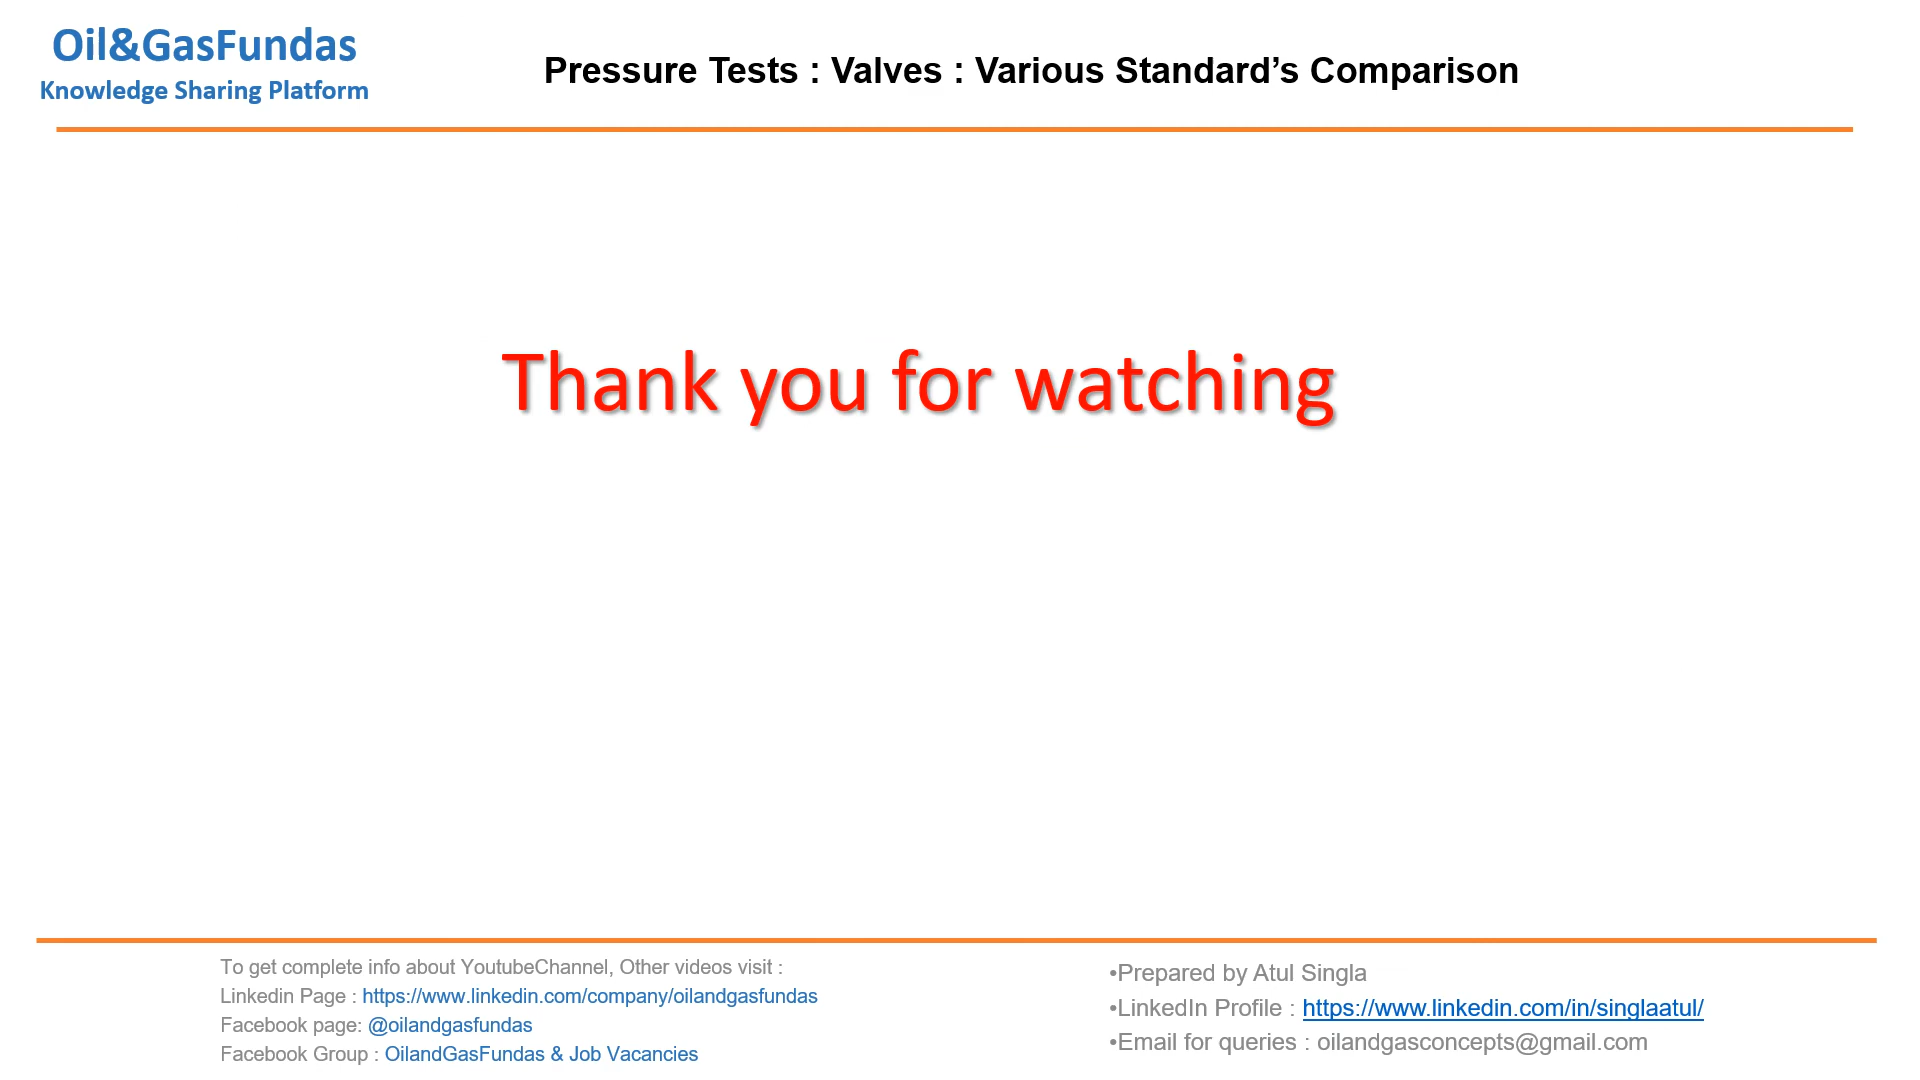 Oil&GasFundas
Knowledge Sharing Platform
Pressure Tests : Valves : Various Standard’s Comparison
Thank you for watching
To get complete info about YoutubeChannel, Other videos visit :
Linkedin Page : https://www.linkedin.com/company/oilandgasfundas
Facebook page: @oilandgasfundas
Facebook Group : OilandGasFundas & Job Vacancies
•Prepared by Atul Singla
•LinkedIn Profile : https://www.linkedin.com/in/singlaatul/
•Email for queries : oilandgasconcepts@gmail.com